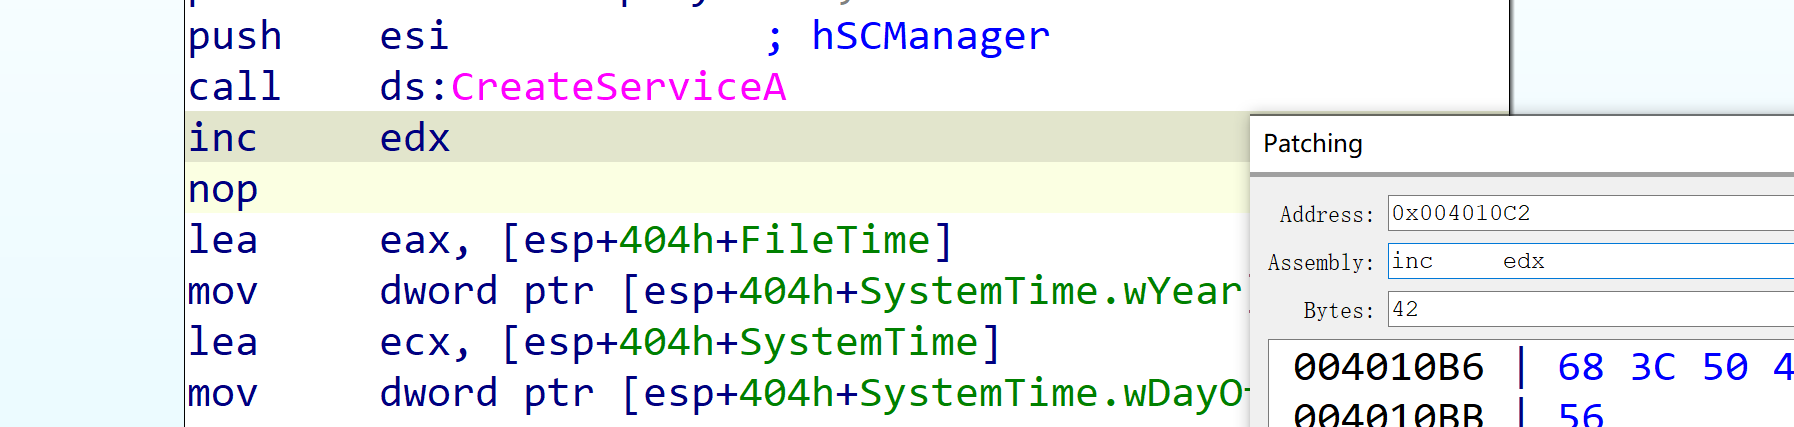 push esi ; hSCManager
call ds:CreateServiceA
inc edx
nop
lea eax, [esp+404h+FileTime]
mov dword ptr [esp+404h+SystemTime.wYear
lea ecx, [esp+404h+SystemTime]
mov dword ptr [esp+404h+SystemTime.wDayO
Patching
Address: 0x004010C2
Assembly: inc edx
Bytes: 42
004010B6 | 68 3C 50 4
004010BB | 56